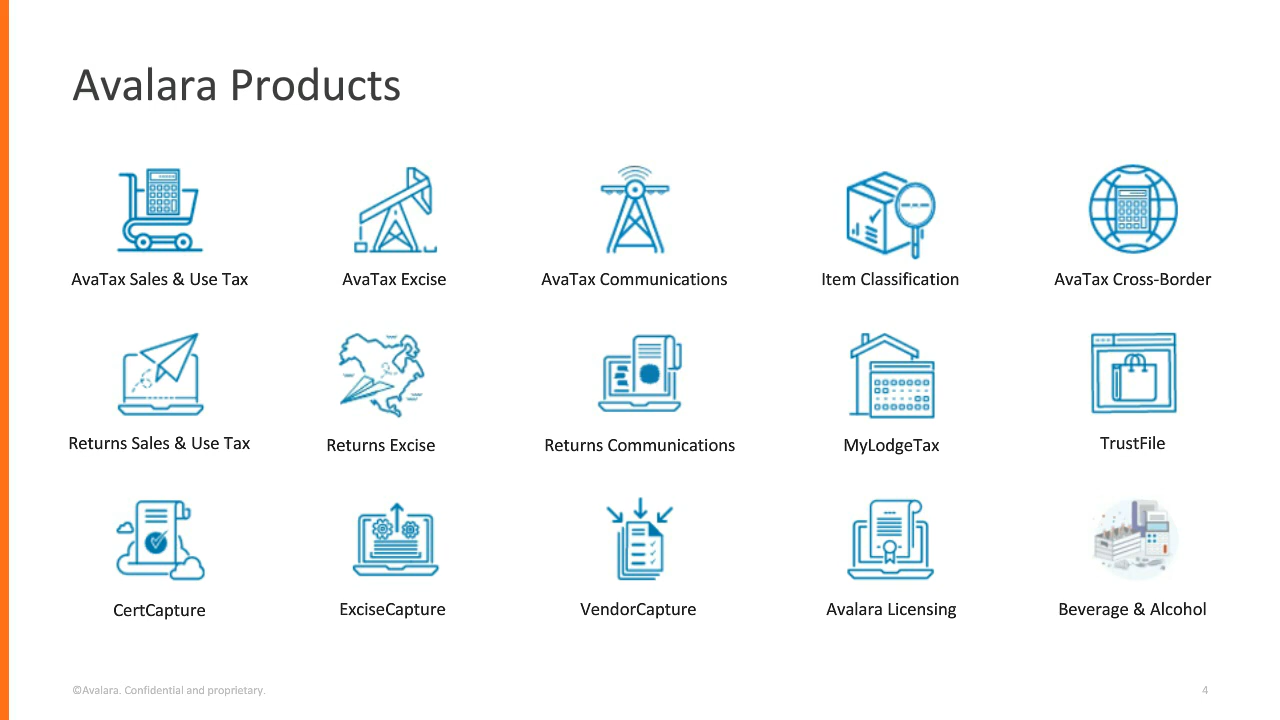 Avalara Products
AvaTax Sales & Use Tax
AvaTax Excise
AvaTax Communications
Item Classification
AvaTax Cross-Border
Returns Sales & Use Tax
Returns Excise
Returns Communications
MyLodgeTax
TrustFile
CertCapture
ExciseCapture
VendorCapture
Avalara Licensing
Beverage & Alcohol
©Avalara. Confidential and proprietary.
4